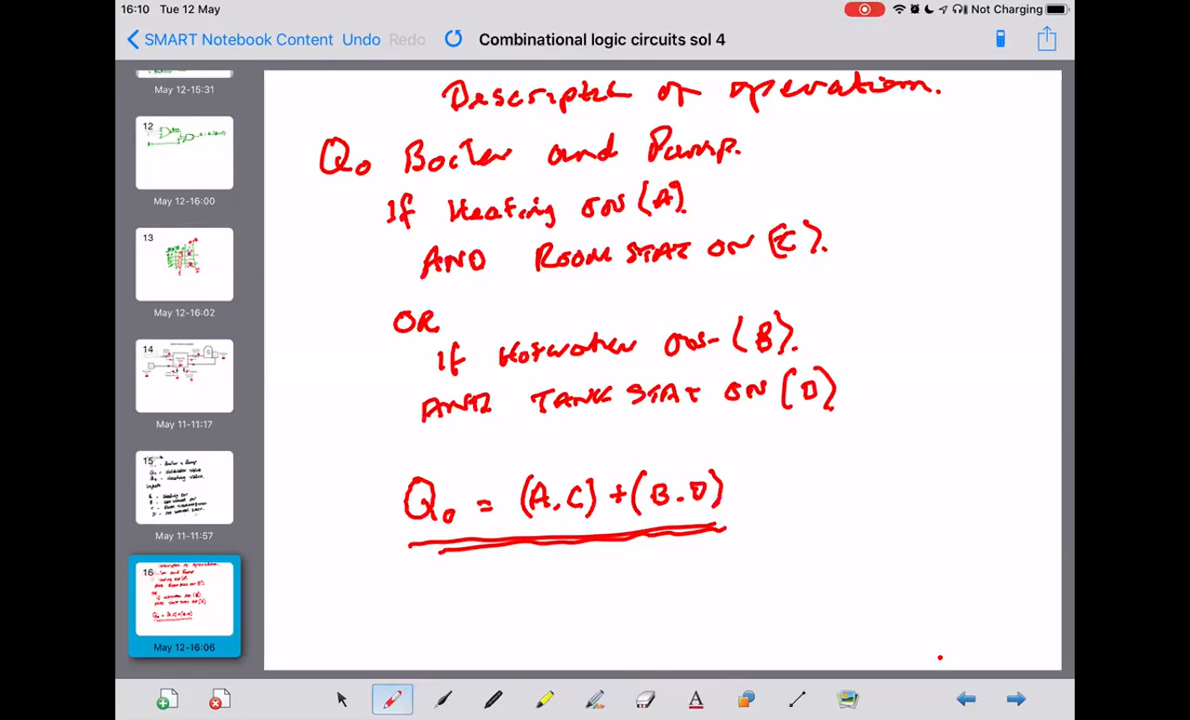 16:10 Tue 12 May
Not Charging
SMART Notebook Content Undo Redo
Combinational logic circuits sol 4
May 12-15:31
12
May 12-16:00
13
May 12-16:02
14
May 11-11:17
15
May 11-11:57
16
May 12-16:06
Descriptel of operation.
Q0 Boiler and Pump.
If Heating on (A).
AND ROOM STAT ON (C).
OR
If Hotwater on- (B).
AND TANK STAT ON (D)
Q0 = (A.C) + (B.D)